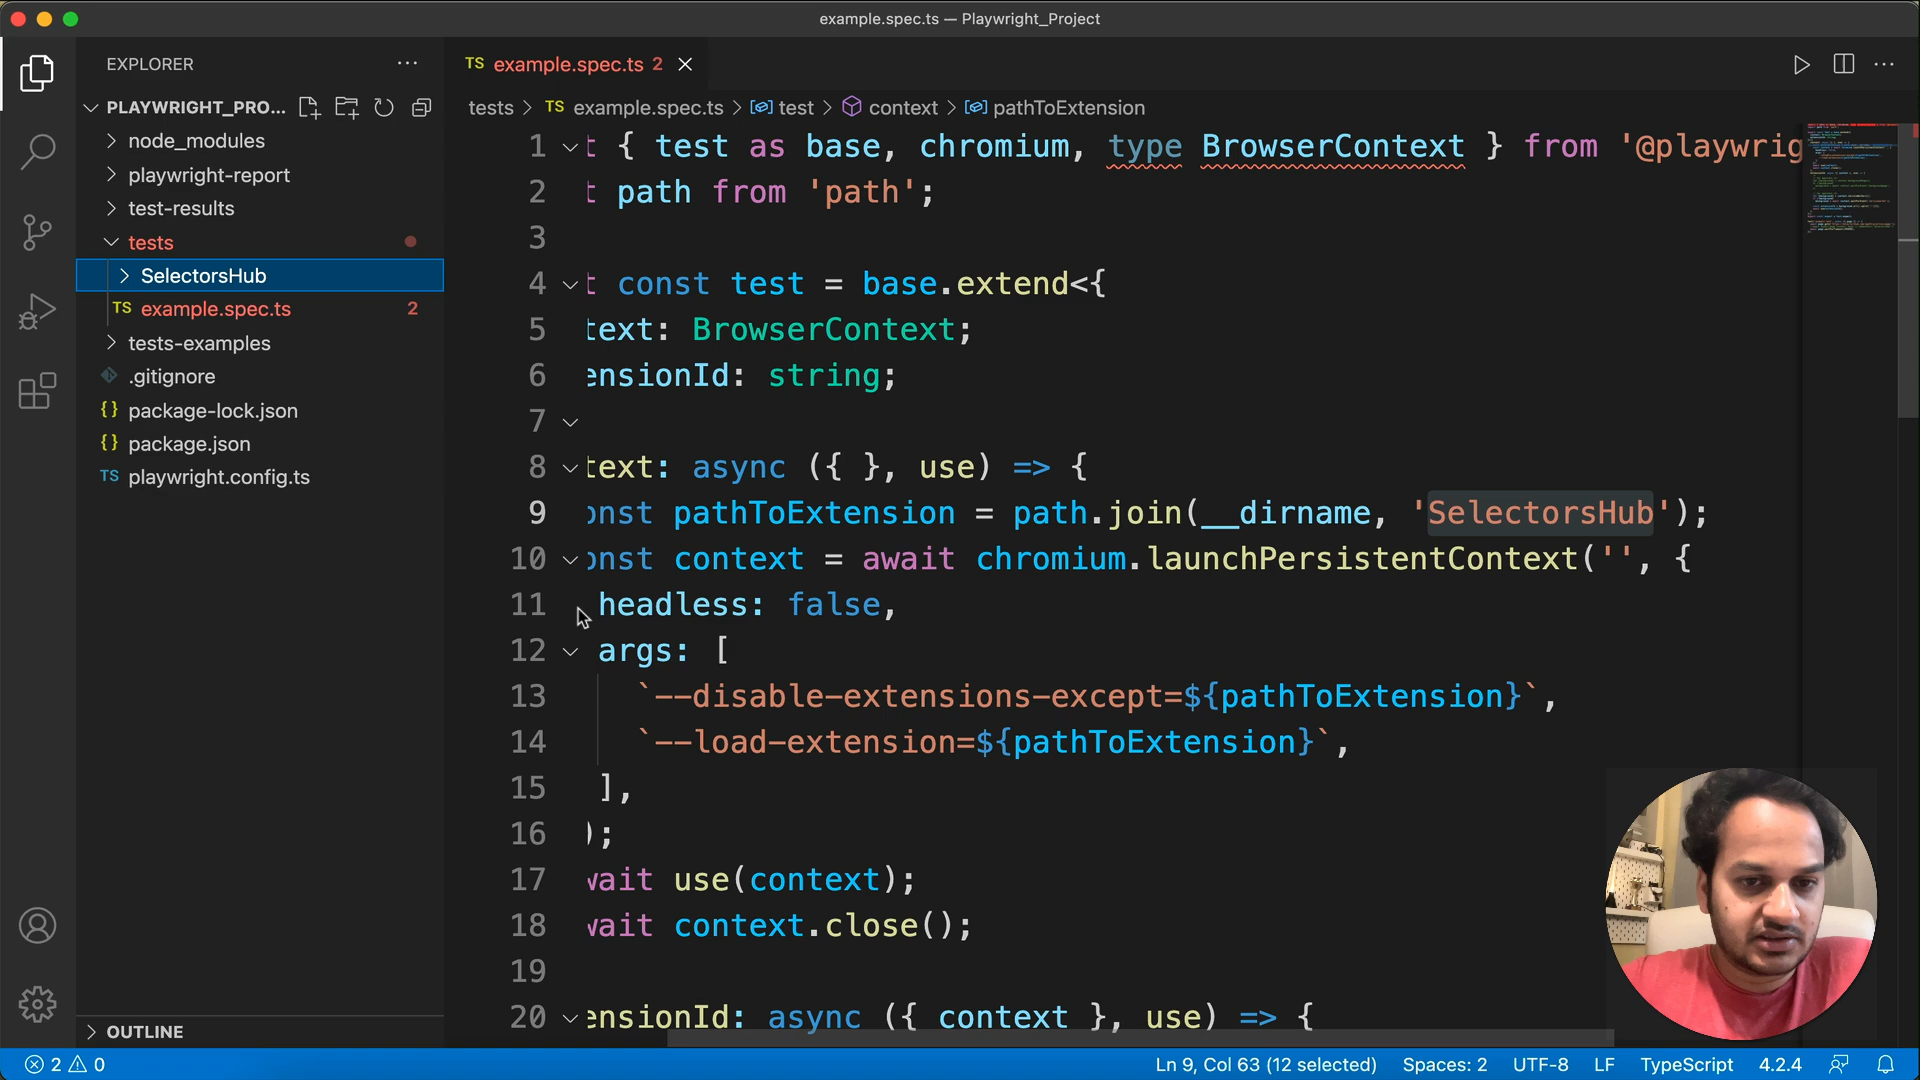 example.spec.ts — Playwright_Project
EXPLORER
PLAYWRIGHT_PRO...
node_modules
playwright-report
test-results
tests
SelectorsHub
TS example.spec.ts 2
tests-examples
.gitignore
{} package-lock.json
{} package.json
TS playwright.config.ts
OUTLINE
TS example.spec.ts 2
tests > TS example.spec.ts > test > context > pathToExtension
1 t { test as base, chromium, type BrowserContext } from '@playwrig
2 t path from 'path';
3
4 t const test = base.extend<{
5 text: BrowserContext;
6 ensionId: string;
7
8 text: async ({ }, use) => {
9 onst pathToExtension = path.join(__dirname, 'SelectorsHub');
10 onst context = await chromium.launchPersistentContext('', {
11 headless: false,
12 args: [
13 `--disable-extensions-except=${pathToExtension}`,
14 `--load-extension=${pathToExtension}`,
15 ],
16 );
17 wait use(context);
18 wait context.close();
19
20 ensionId: async ({ context }, use) => {
2 0
Ln 9, Col 63 (12 selected) Spaces: 2 UTF-8 LF TypeScript 4.2.4